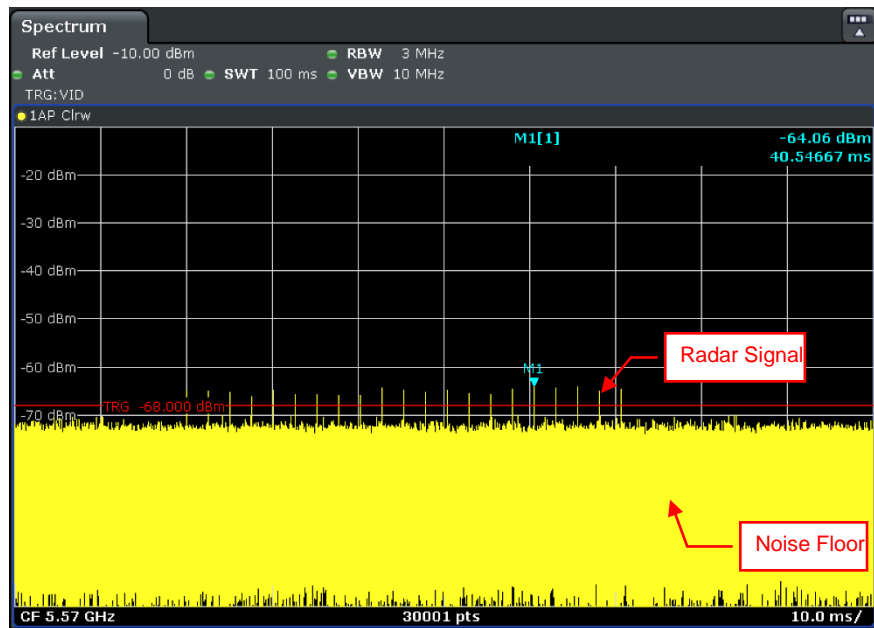 Spectrum
Ref Level -10.00 dBm RBW 3 MHz
Att 0 dB SWT 100 ms VBW 10 MHz
TRG:VID
1AP Clrw
M1[1] -64.06 dBm
40.54667 ms
-20 dBm
-30 dBm
-40 dBm
-50 dBm
Radar Signal
-60 dBm
M1
TRG -68.000 dBm
-70 dBm
Noise Floor
CF 5.57 GHz 30001 pts 10.0 ms/